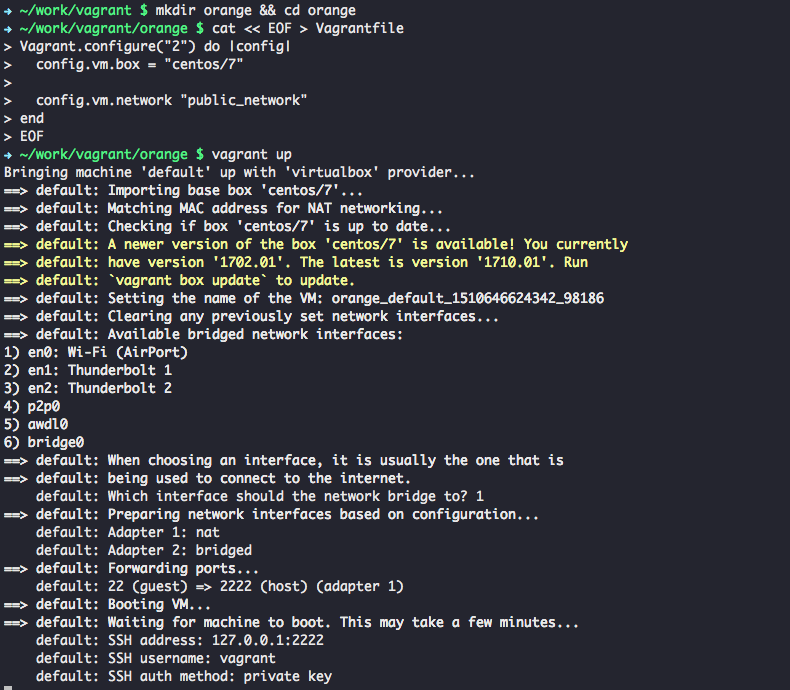 → ~/work/vagrant $ mkdir orange && cd orange
→ ~/work/vagrant/orange $ cat << EOF > Vagrantfile
> Vagrant.configure("2") do |config|
>   config.vm.box = "centos/7"
>
>   config.vm.network "public_network"
> end
> EOF
→ ~/work/vagrant/orange $ vagrant up
Bringing machine 'default' up with 'virtualbox' provider...
==> default: Importing base box 'centos/7'...
==> default: Matching MAC address for NAT networking...
==> default: Checking if box 'centos/7' is up to date...
==> default: A newer version of the box 'centos/7' is available! You currently
==> default: have version '1702.01'. The latest is version '1710.01'. Run
==> default: `vagrant box update` to update.
==> default: Setting the name of the VM: orange_default_1510646624342_98186
==> default: Clearing any previously set network interfaces...
==> default: Available bridged network interfaces:
1) en0: Wi-Fi (AirPort)
2) en1: Thunderbolt 1
3) en2: Thunderbolt 2
4) p2p0
5) awdl0
6) bridge0
==> default: When choosing an interface, it is usually the one that is
==> default: being used to connect to the internet.
    default: Which interface should the network bridge to? 1
==> default: Preparing network interfaces based on configuration...
    default: Adapter 1: nat
    default: Adapter 2: bridged
==> default: Forwarding ports...
    default: 22 (guest) => 2222 (host) (adapter 1)
==> default: Booting VM...
==> default: Waiting for machine to boot. This may take a few minutes...
    default: SSH address: 127.0.0.1:2222
    default: SSH username: vagrant
    default: SSH auth method: private key